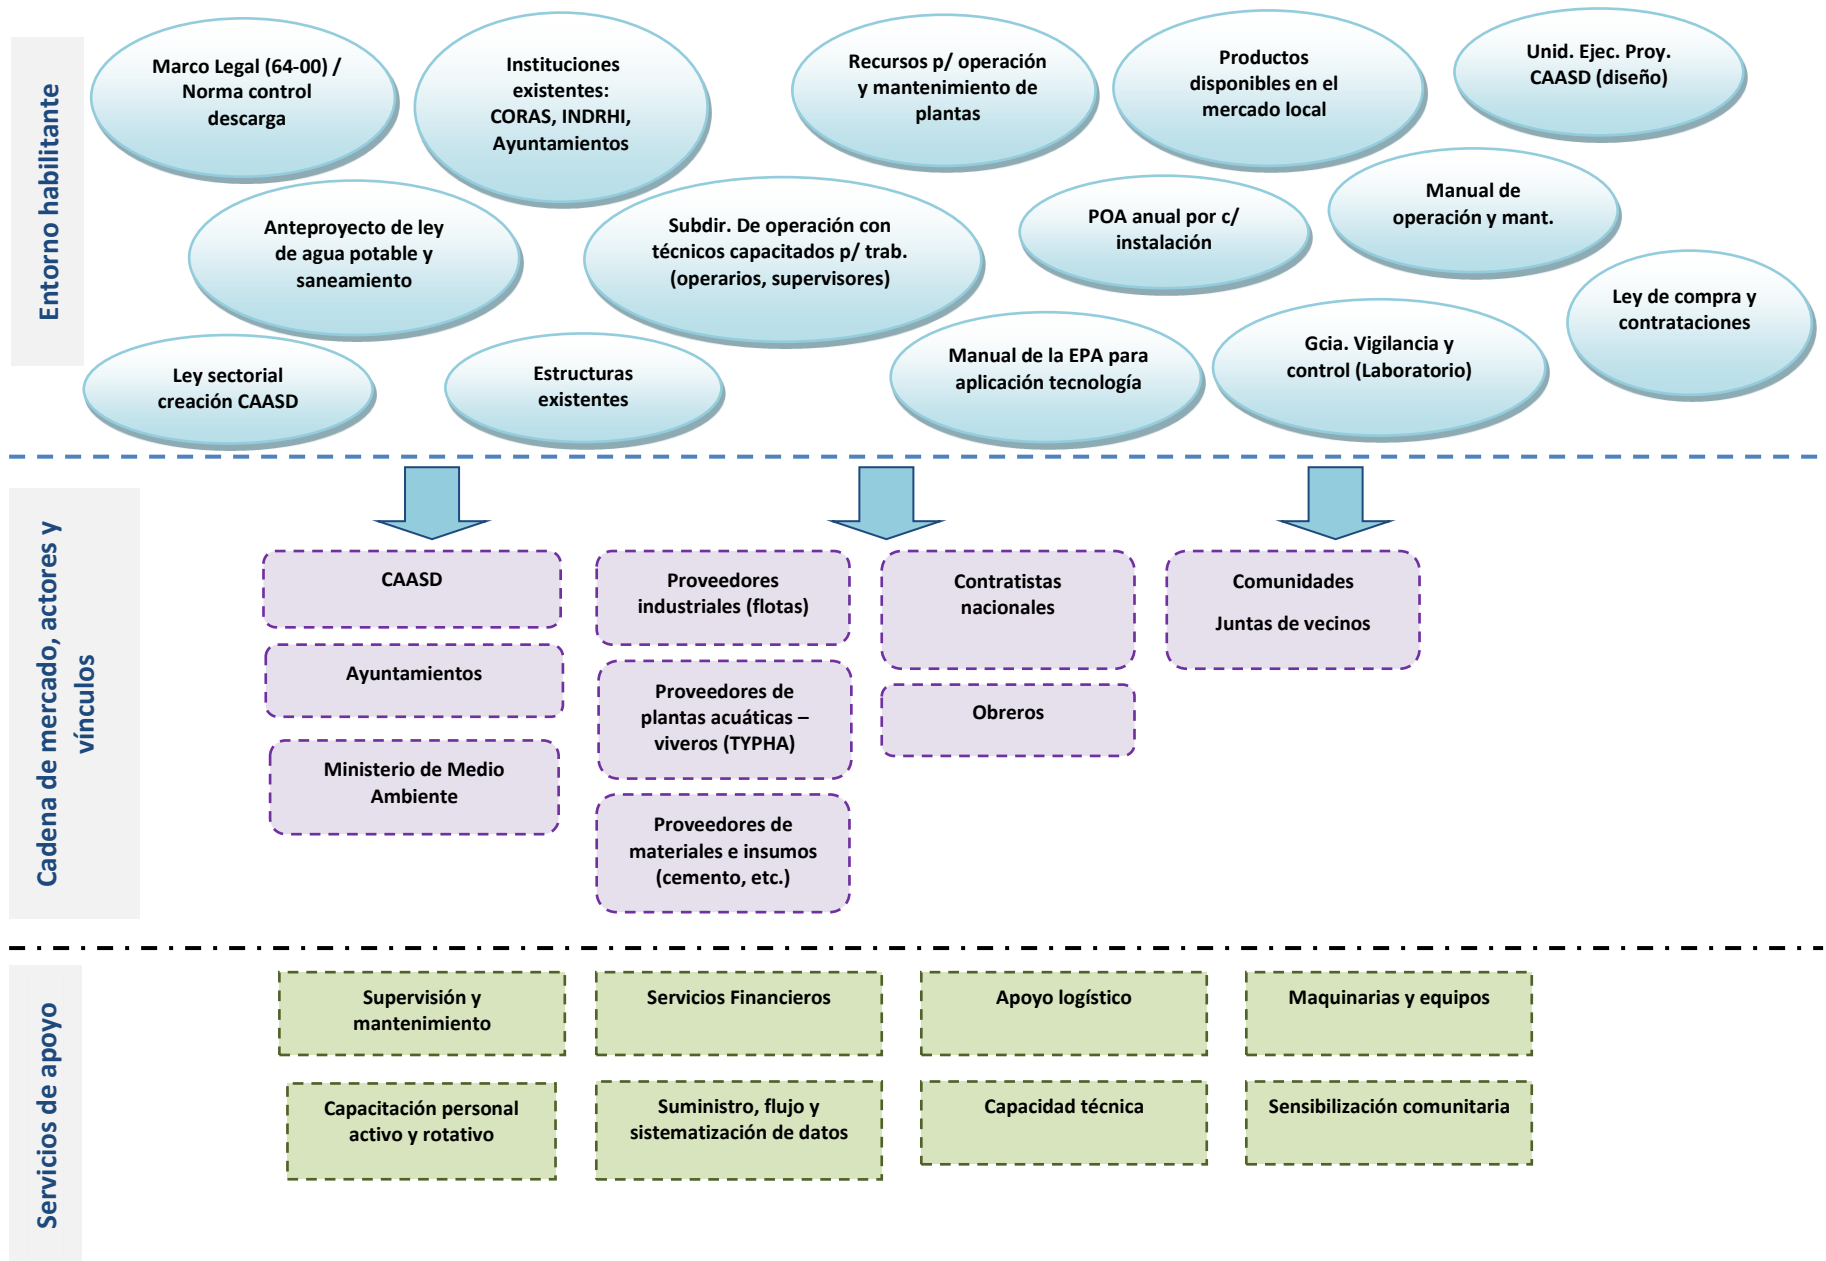 Entorno habilitante
Marco Legal (64-00) /
Norma control
descarga
Instituciones
existentes:
CORAS, INDRHI,
Ayuntamientos
Recursos p/ operación
y mantenimiento de
plantas
Productos
disponibles en el
mercado local
Unid. Ejec. Proy.
CAASD (diseño)
Anteproyecto de ley
de agua potable y
saneamiento
Subdir. De operación con
técnicos capacitados p/ trab.
(operarios, supervisores)
POA anual por c/
instalación
Manual de
operación y mant.
Ley de compra y
contrataciones
Ley sectorial
creación CAASD
Estructuras
existentes
Manual de la EPA para
aplicación tecnología
Gcia. Vigilancia y
control (Laboratorio)
Cadena de mercado, actores y
vínculos
CAASD
Ayuntamientos
Ministerio de Medio
Ambiente
Proveedores
industriales (flotas)
Proveedores de
plantas acuáticas –
viveros (TYPHA)
Proveedores de
materiales e insumos
(cemento, etc.)
Contratistas
nacionales
Obreros
Comunidades
Juntas de vecinos
Servicios de apoyo
Supervisión y
mantenimiento
Servicios Financieros
Apoyo logístico
Maquinarias y equipos
Capacitación personal
activo y rotativo
Suministro, flujo y
sistematización de datos
Capacidad técnica
Sensibilización comunitaria